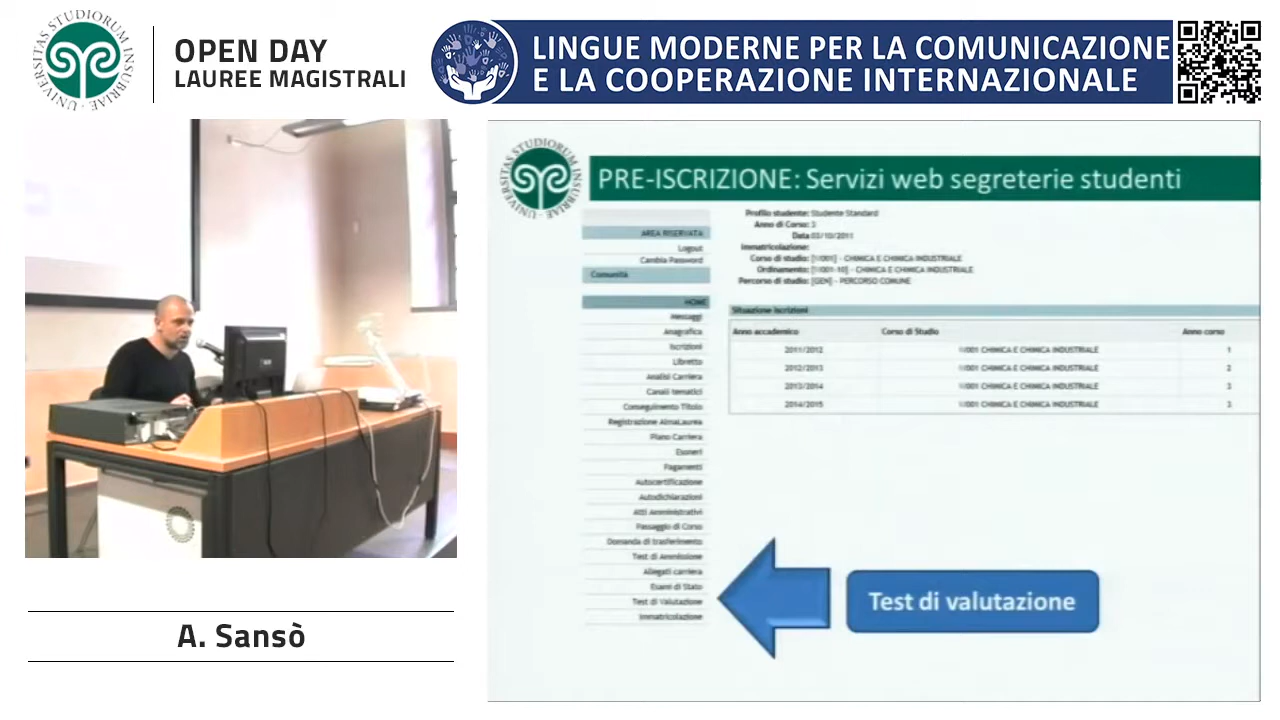 UNIVERSITAS STUDIORUM INSUBRIAE
OPEN DAY
LAUREE MAGISTRALI
LINGUE MODERNE PER LA COMUNICAZIONE
E LA COOPERAZIONE INTERNAZIONALE
A. Sansò
UNIVERSITAS STUDIORUM INSUBRIAE
PRE-ISCRIZIONE: Servizi web segreterie studenti
AREA RISERVATA
Logout
Cambia Password
Comunità
HOME
Messaggi
Anagrafica
Iscrizioni
Libretto
Analisi Carriera
Canali tematici
Conseguimento Titolo
Registrazione AlmaLaurea
Piano Carriera
Esoneri
Pagamenti
Autocertificazione
Autodichiarazioni
Atti Amministrativi
Passaggio di Corso
Domanda di trasferimento
Test di Ammissione
Allegati carriera
Esami di Stato
Test di Valutazione
Immatricolazione
Profilo studente: Studente Standard
Anno di Corso: 3
Data 03/10/2011
Immatricolazione:
Corso di studio: - CHIMICA E CHIMICA INDUSTRIALE
Ordinamento: - CHIMICA E CHIMICA INDUSTRIALE
Percorso di studio: [GEN] - PERCORSO COMUNE
Situazione iscrizioni
Anno accademico Corso di Studio Anno corso
2011/2012 CHIMICA E CHIMICA INDUSTRIALE 1
2012/2013 CHIMICA E CHIMICA INDUSTRIALE 2
2013/2014 CHIMICA E CHIMICA INDUSTRIALE 3
2014/2015 CHIMICA E CHIMICA INDUSTRIALE 3
Test di valutazione